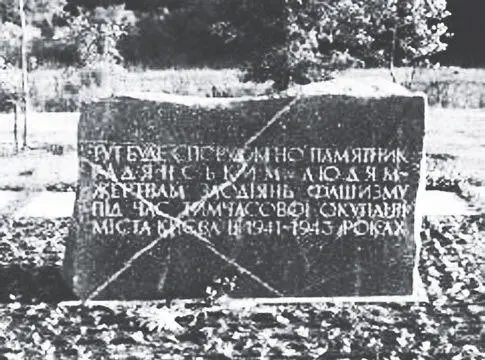 ТУТ БУДЕ СПОРУДЖЕНО ПАМЯТНИК
РАДЯНСЬКИМ ЛЮДЯМ-
ЖЕРТВАМ ЗЛОДІЯНЬ ФАШИЗМУ
ПІД ЧАС ТИМЧАСОВОЇ ОКУПАЦІЇ
МІСТА КИЄВА В 1941-1943 РОКАХ